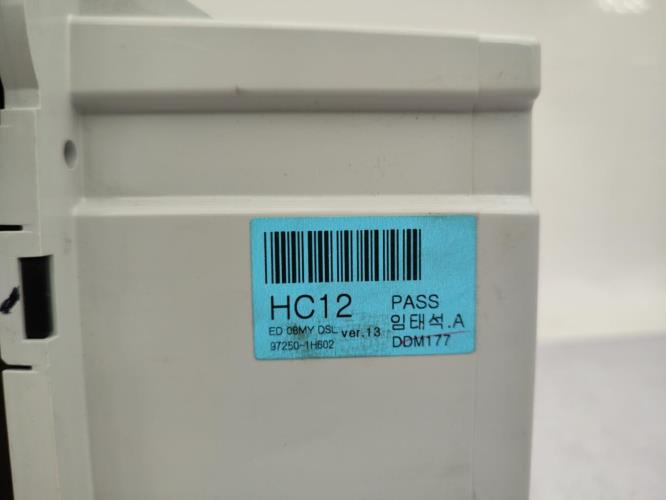 HC12
PASS
임태석.A
ED 08MY DSL ver.13
97250-1H602
DDM177